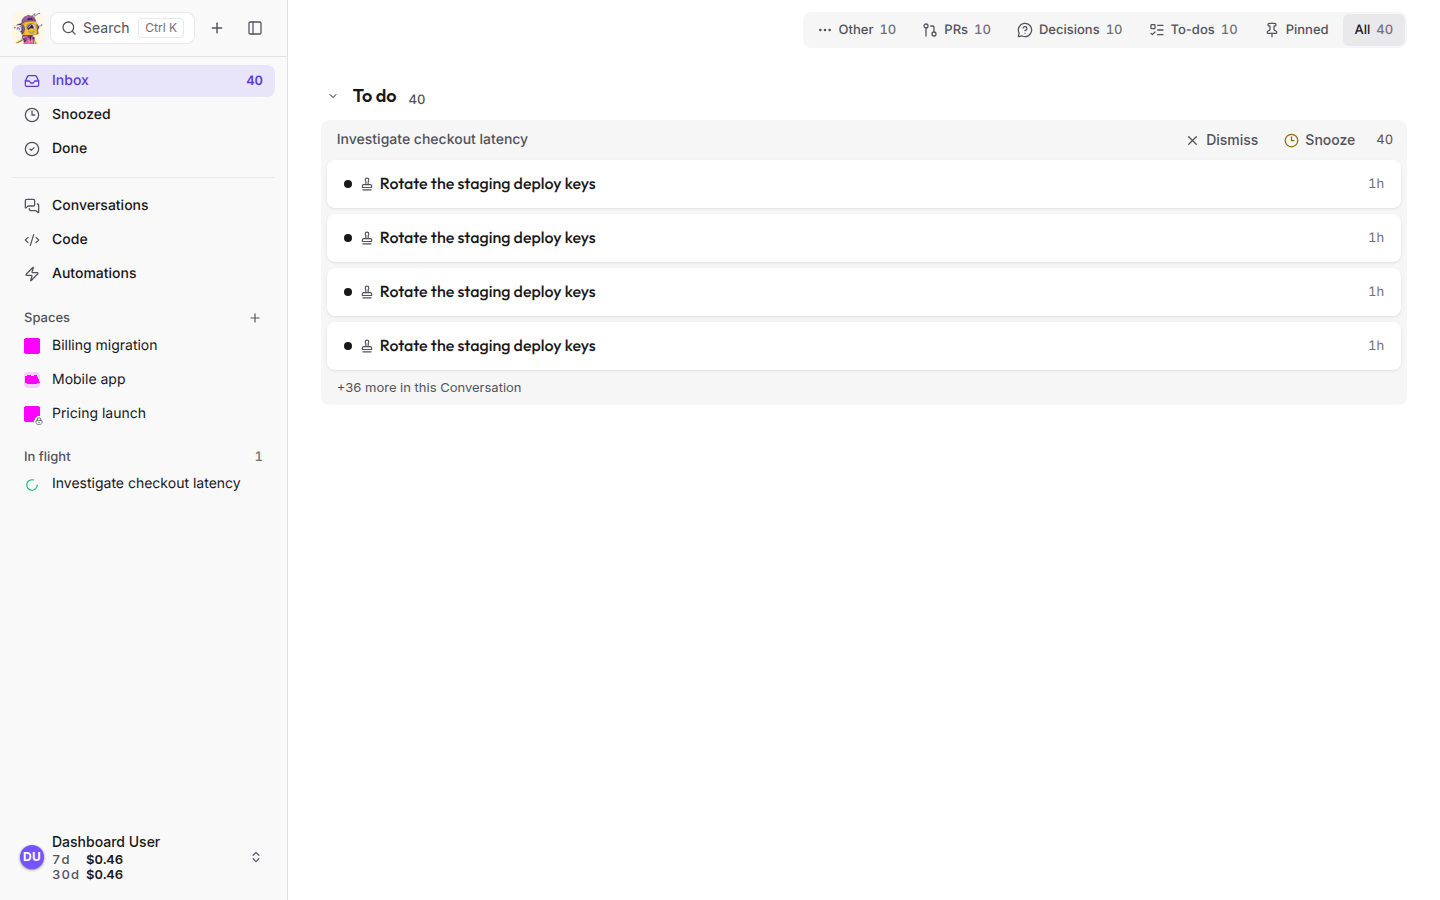 Search Ctrl K
Inbox 40
Snoozed
Done
Conversations
Code
Automations
Spaces
Billing migration
Mobile app
Pricing launch
In flight 1
Investigate checkout latency
DU Dashboard User
7d $0.46
30d $0.46
Other 10 PRs 10 Decisions 10 To-dos 10 Pinned All 40
To do 40
Investigate checkout latency Dismiss Snooze 40
Rotate the staging deploy keys 1h
Rotate the staging deploy keys 1h
Rotate the staging deploy keys 1h
Rotate the staging deploy keys 1h
+36 more in this Conversation